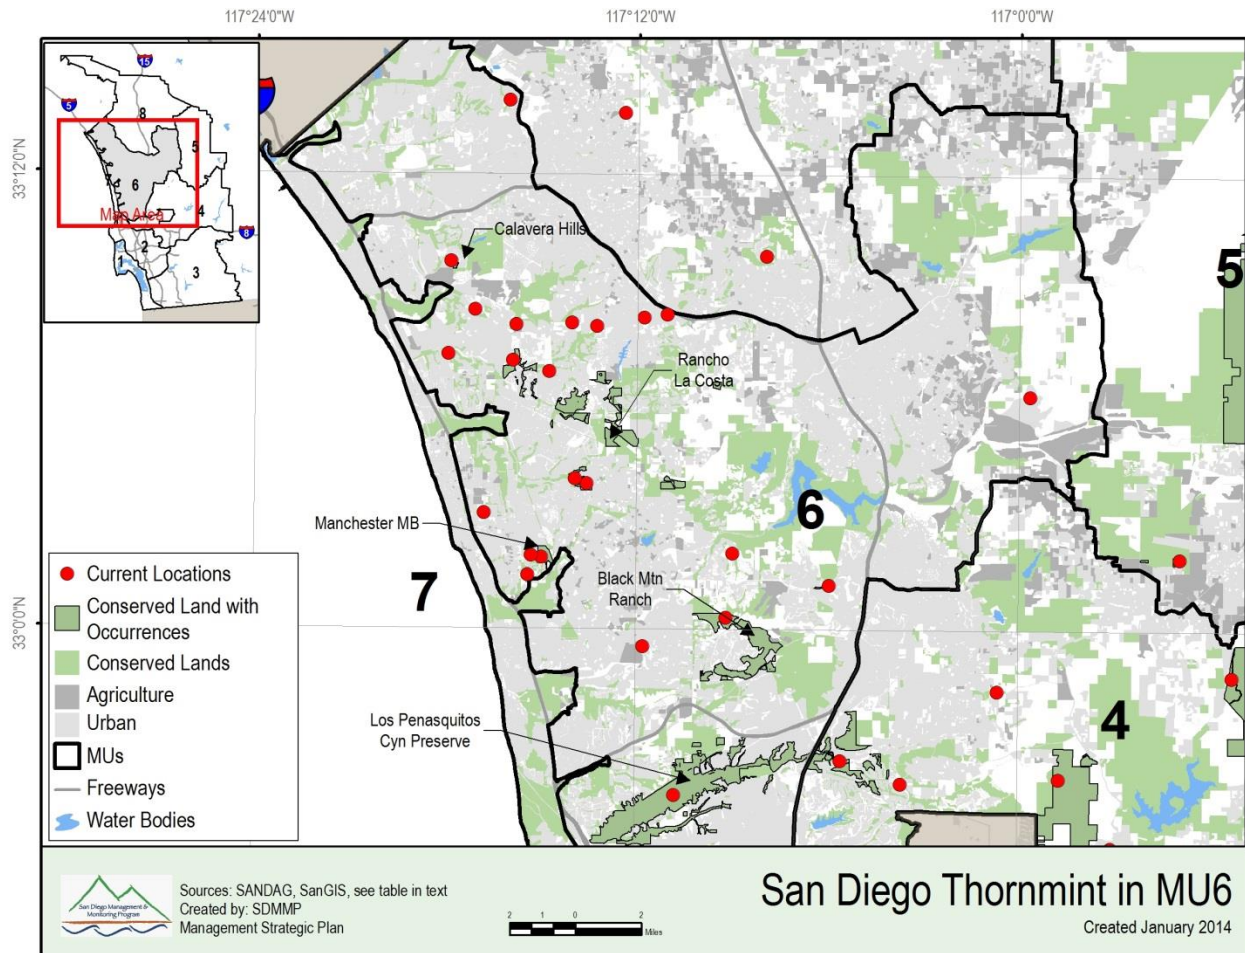 117°24'0"W
117°12'0"W
117°0'0"W
33°12'0"N
33°0'0"N
15
5
8
8
5
6
4
Map Area
2
1
3
Calavera Hills
Rancho
La Costa
5
6
Manchester MB
7
Black Mtn
Ranch
4
Los Penasquitos
Cyn Preserve
Current Locations
Conserved Land with
Occurrences
Conserved Lands
Agriculture
Urban
MUs
Freeways
Water Bodies
San Diego Management &
Monitoring Program
Sources: SANDAG, SanGIS, see table in text
Created by: SDMMP
Management Strategic Plan
2 1 0 2
Miles
San Diego Thornmint in MU6
Created January 2014